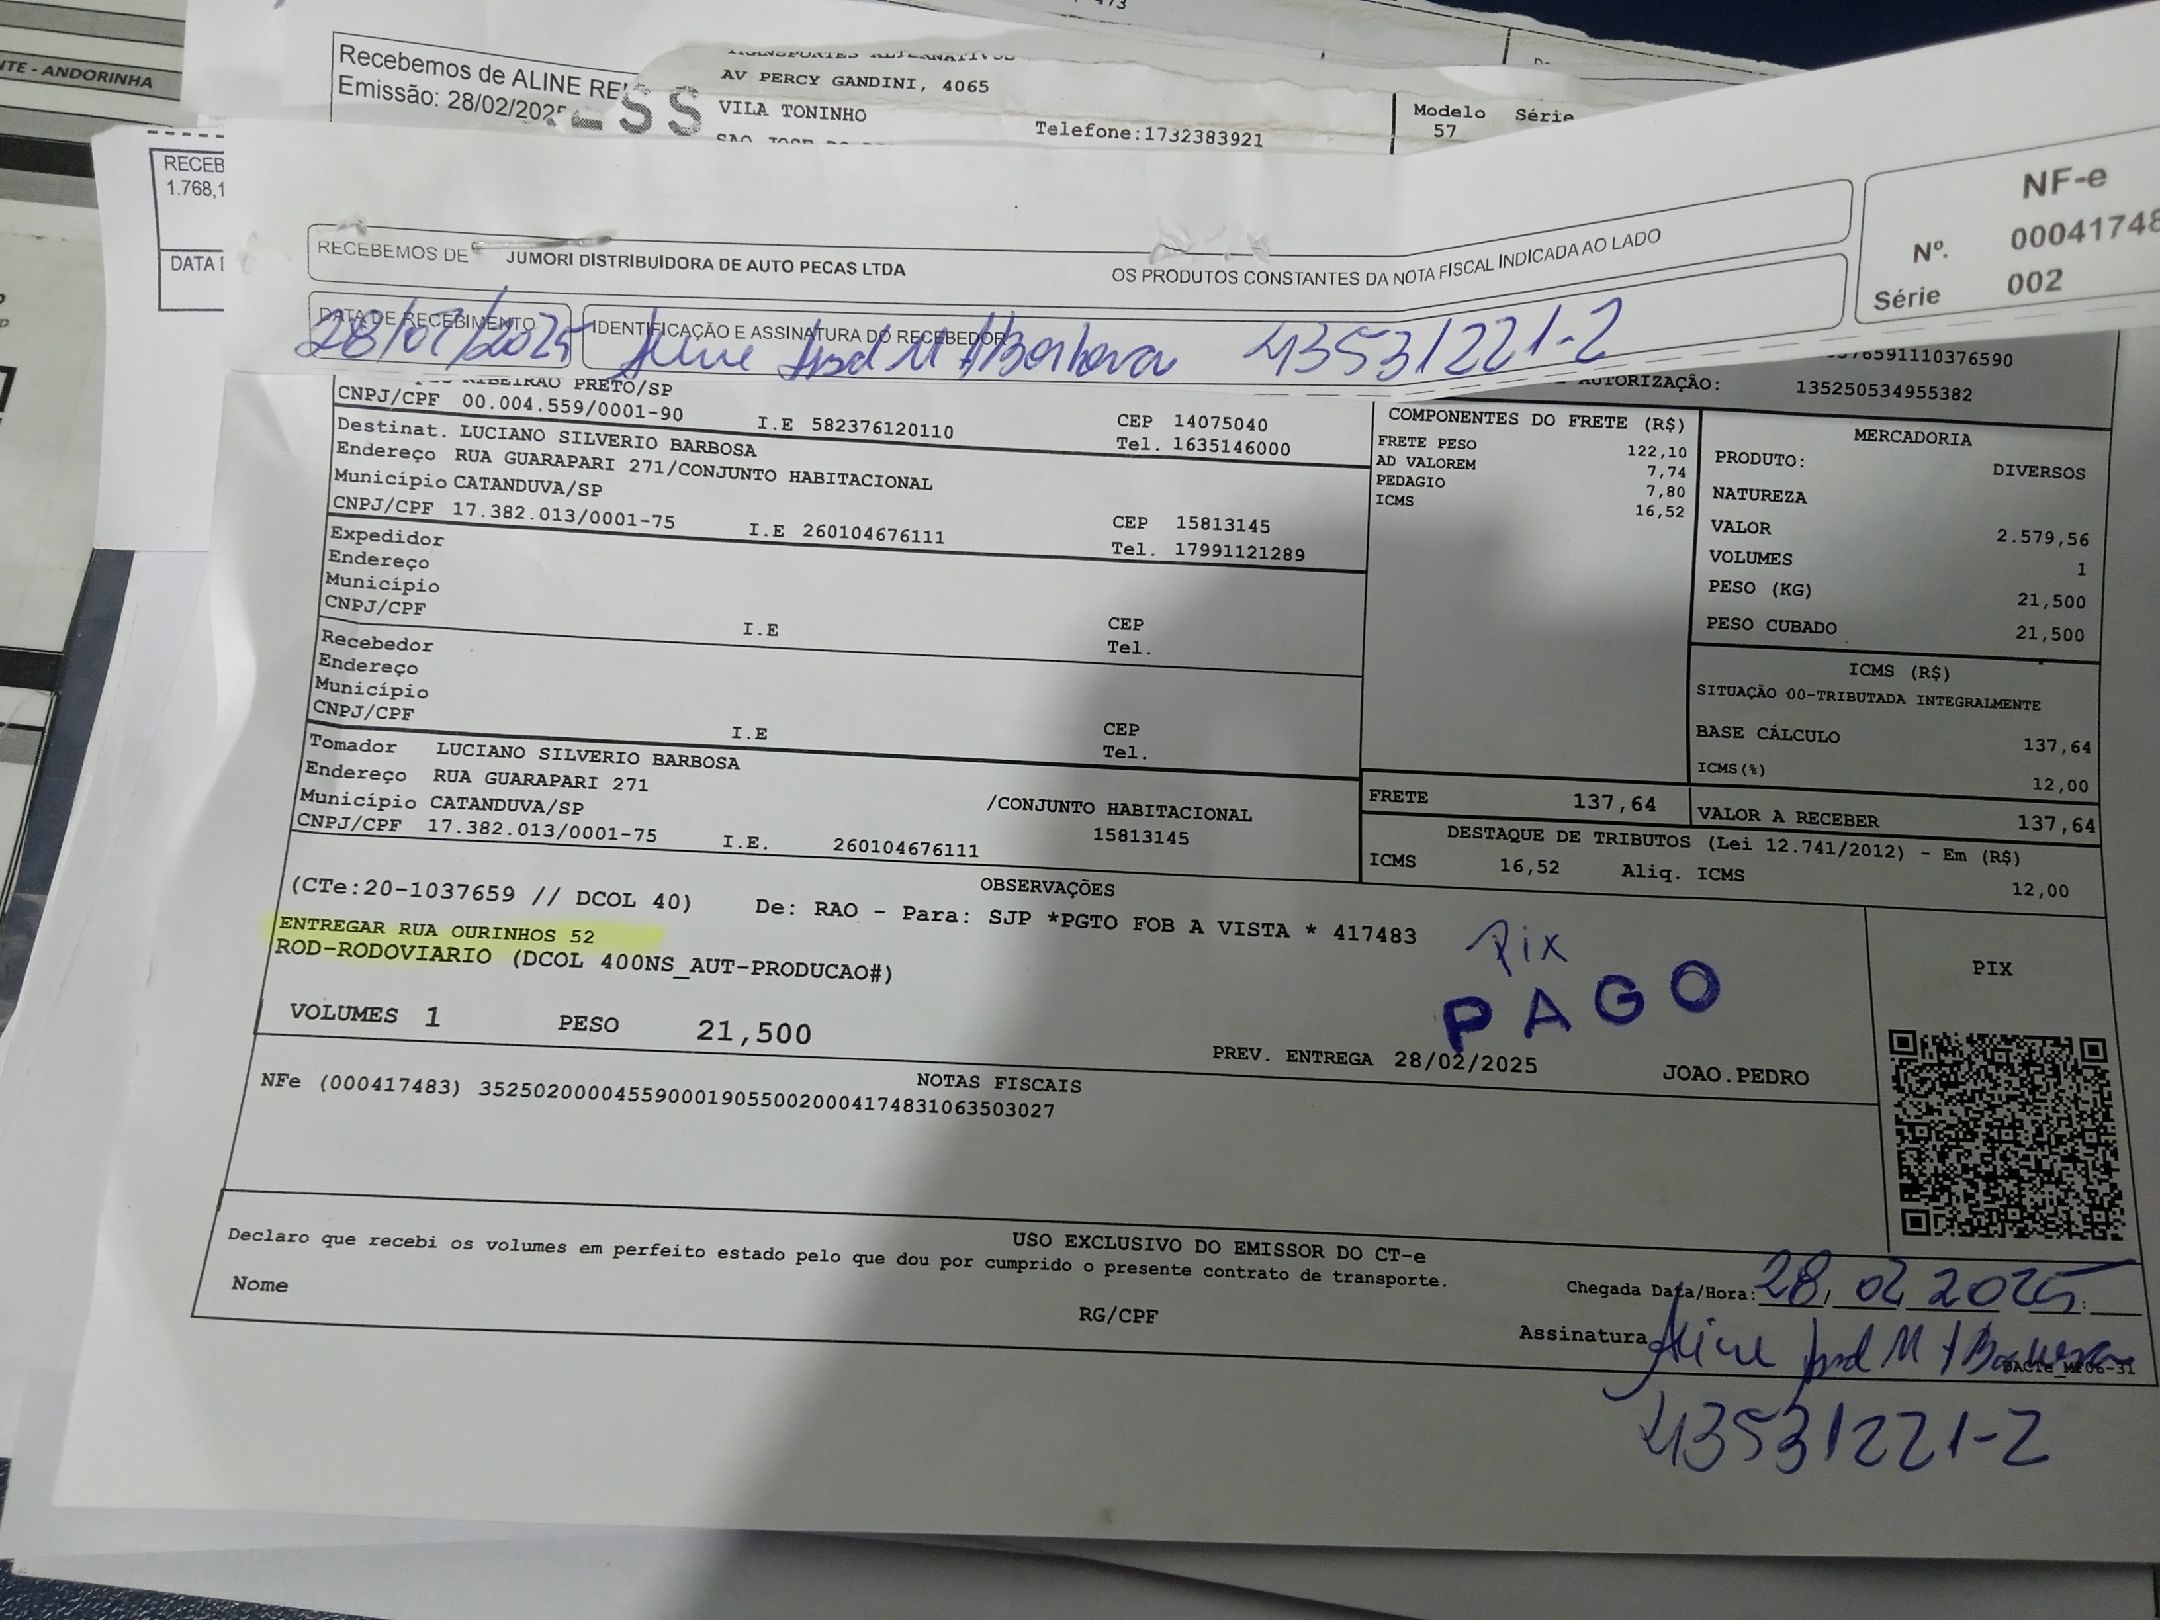 NTE - ANDORINHA
Recebemos de ALINE REIS
Emissão: 28/02/2025
ESS
TRANSPORTES ALTERNATIVOS
AV PERCY GANDINI, 4065
VILA TONINHO
Telefone:1732383921
Modelo Série
57
RECEB
1.768,1
DATA
RECEBEMOS DE JUMORI DISTRIBUIDORA DE AUTO PECAS LTDA OS PRODUTOS CONSTANTES DA NOTA FISCAL INDICADA AO LADO
NF-e
Nº. 00041748
Série 002
DATA DE RECEBIMENTO
28/02/2025
IDENTIFICAÇÃO E ASSINATURA DO RECEBEDOR
Aline M Barbosa 43531221-2
76591110376590
AUTORIZAÇÃO: 135250534955382
RIBEIRAO PRETO/SP
CNPJ/CPF 00.004.559/0001-90 I.E 582376120110 CEP 14075040
Tel. 1635146000
Destinat. LUCIANO SILVERIO BARBOSA
Endereço RUA GUARAPARI 271/CONJUNTO HABITACIONAL
Município CATANDUVA/SP
CNPJ/CPF 17.382.013/0001-75 I.E 260104676111 CEP 15813145
Tel. 17991121289
Expedidor
Endereço
Município
CNPJ/CPF I.E CEP
Tel.
Recebedor
Endereço
Município
CNPJ/CPF I.E CEP
Tel.
Tomador LUCIANO SILVERIO BARBOSA
Endereço RUA GUARAPARI 271 /CONJUNTO HABITACIONAL
Município CATANDUVA/SP 15813145
CNPJ/CPF 17.382.013/0001-75 I.E. 260104676111
COMPONENTES DO FRETE (R$)
FRETE PESO 122,10
AD VALOREM 7,74
PEDAGIO 7,80
ICMS 16,52
MERCADORIA
PRODUTO: DIVERSOS
NATUREZA
VALOR 2.579,56
VOLUMES 1
PESO (KG) 21,500
PESO CUBADO 21,500
ICMS (R$)
SITUAÇÃO 00-TRIBUTADA INTEGRALMENTE
BASE CÁLCULO 137,64
ICMS(%) 12,00
FRETE 137,64 VALOR A RECEBER 137,64
DESTAQUE DE TRIBUTOS (Lei 12.741/2012) - Em (R$)
ICMS 16,52 Aliq. ICMS 12,00
OBSERVAÇÕES
(CTe:20-1037659 // DCOL 40) De: RAO - Para: SJP *PGTO FOB A VISTA * 417483
ENTREGAR RUA OURINHOS 52
ROD-RODOVIARIO (DCOL 400NS_AUT-PRODUCAO#)
Pix
PAGO
PIX
VOLUMES 1 PESO 21,500
PREV. ENTREGA 28/02/2025 JOAO.PEDRO
NOTAS FISCAIS
NFe (000417483) 35250200004559000190550020004174831063503027
USO EXCLUSIVO DO EMISSOR DO CT-e
Declaro que recebi os volumes em perfeito estado pelo que dou por cumprido o presente contrato de transporte.
Nome RG/CPF
Chegada Data/Hora: 28, 02 2025
Assinatura Aline M Barbosa
DACTe_MP06-31
43531221-2